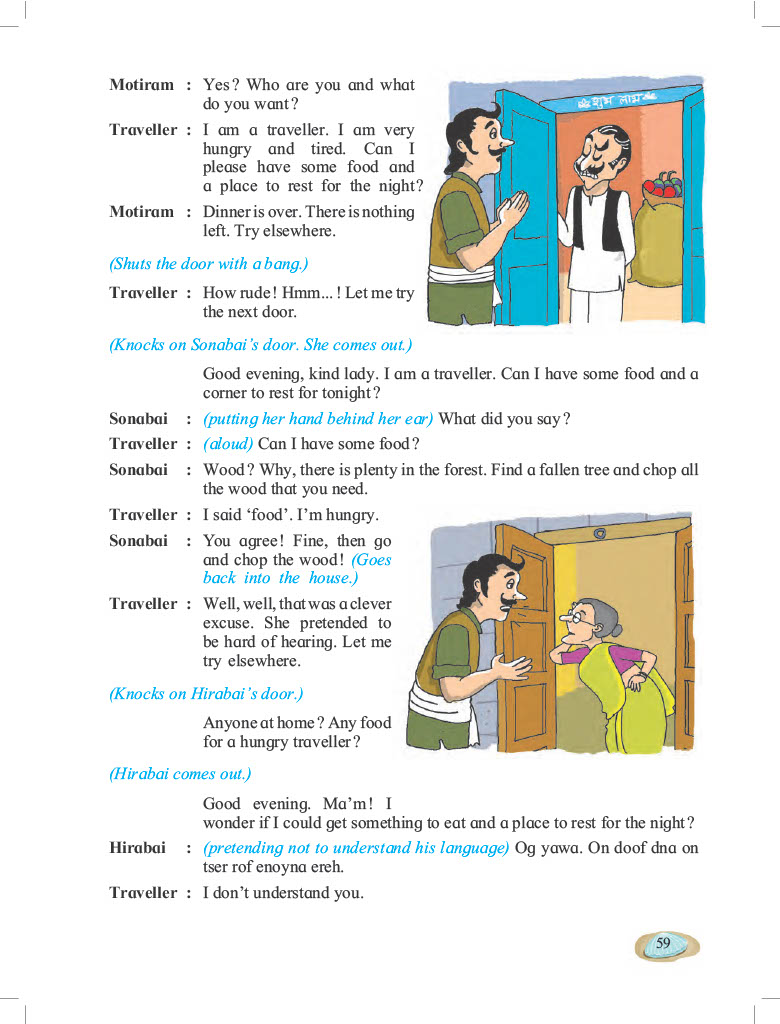 Motiram : Yes? Who are you and what
do you want?
Traveller : I am a traveller. I am very
hungry and tired. Can I
please have some food and
a place to rest for the night?
Motiram : Dinner is over. There is nothing
left. Try elsewhere.
(Shuts the door with a bang.)
Traveller : How rude! Hmm... ! Let me try
the next door.
शुभ लाभ
(Knocks on Sonabai's door. She comes out.)
Good evening, kind lady. I am a traveller. Can I have some food and a
corner to rest for tonight?
Sonabai : (putting her hand behind her ear) What did you say?
Traveller : (aloud) Can I have some food?
Sonabai : Wood? Why, there is plenty in the forest. Find a fallen tree and chop all
the wood that you need.
Traveller : I said ‘food’. I'm hungry.
Sonabai : You agree! Fine, then go
and chop the wood! (Goes
back into the house.)
Traveller : Well, well, that was a clever
excuse. She pretended to
be hard of hearing. Let me
try elsewhere.
(Knocks on Hirabai's door.)
Anyone at home? Any food
for a hungry traveller?
(Hirabai comes out.)
Good evening. Ma'm! I
wonder if I could get something to eat and a place to rest for the night?
Hirabai : (pretending not to understand his language) Og yawa. On doof dna on
tser rof enoyna ereh.
Traveller : I don't understand you.
59